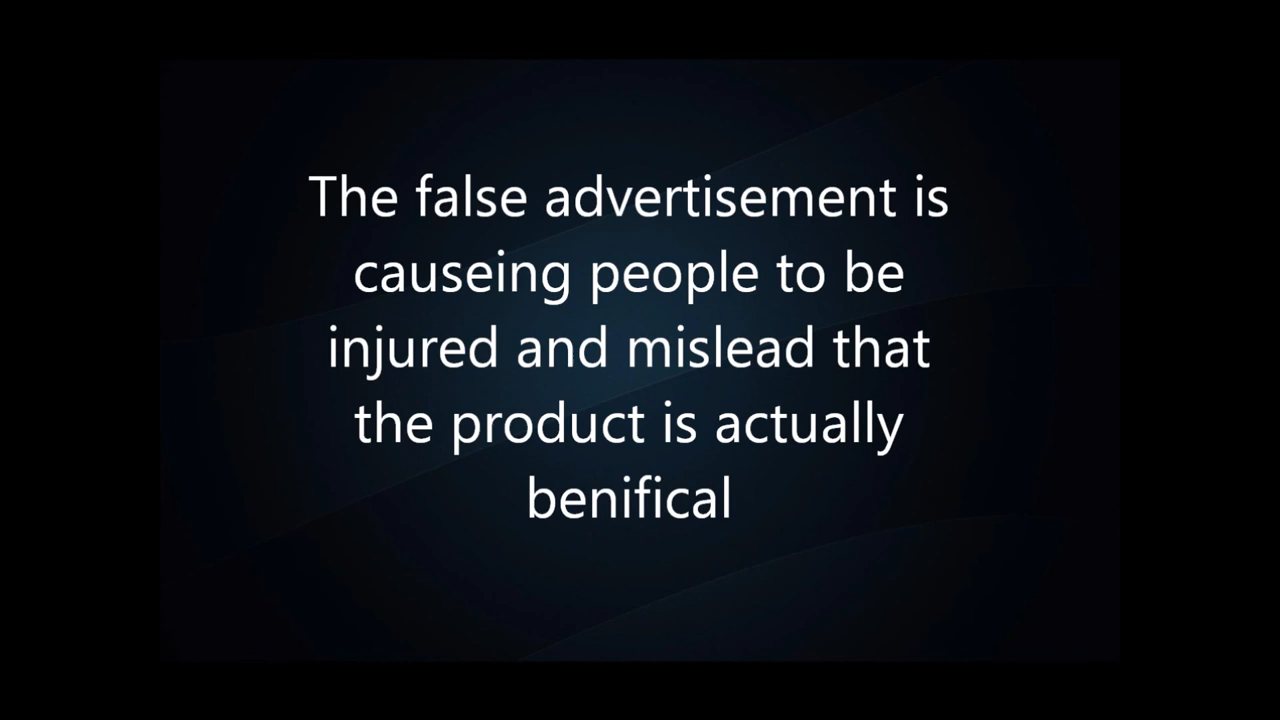 The false advertisement is
causeing people to be
injured and mislead that
the product is actually
benifical